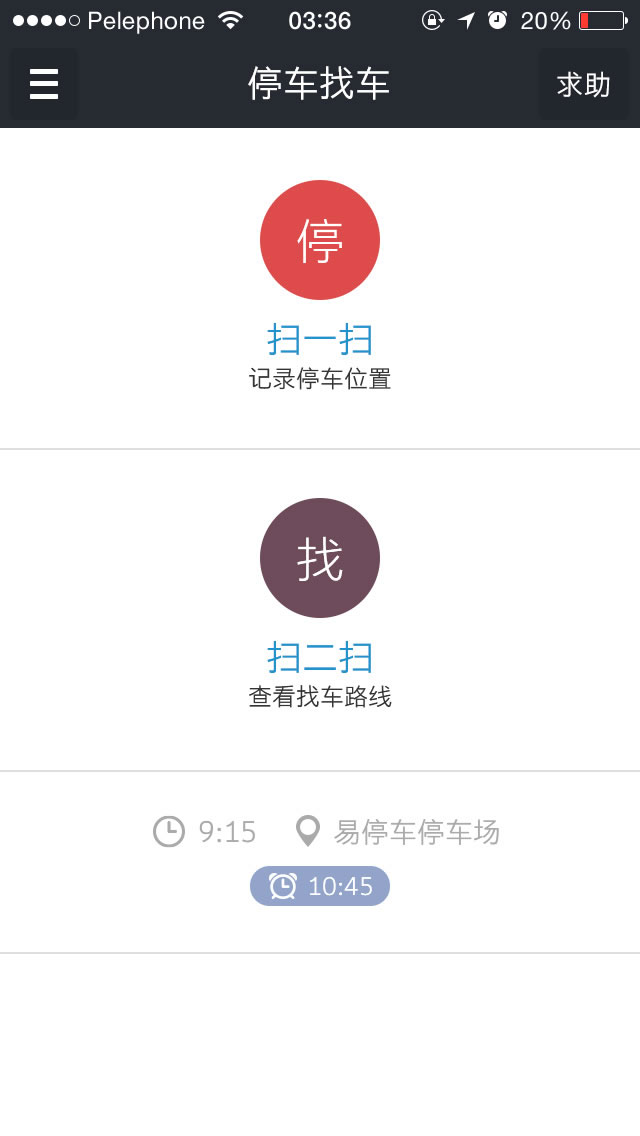 Pelephone 03:36 20%
停车找车 求助
停
扫一扫
记录停车位置
找
扫二扫
查看找车路线
9:15 易停车停车场
10:45